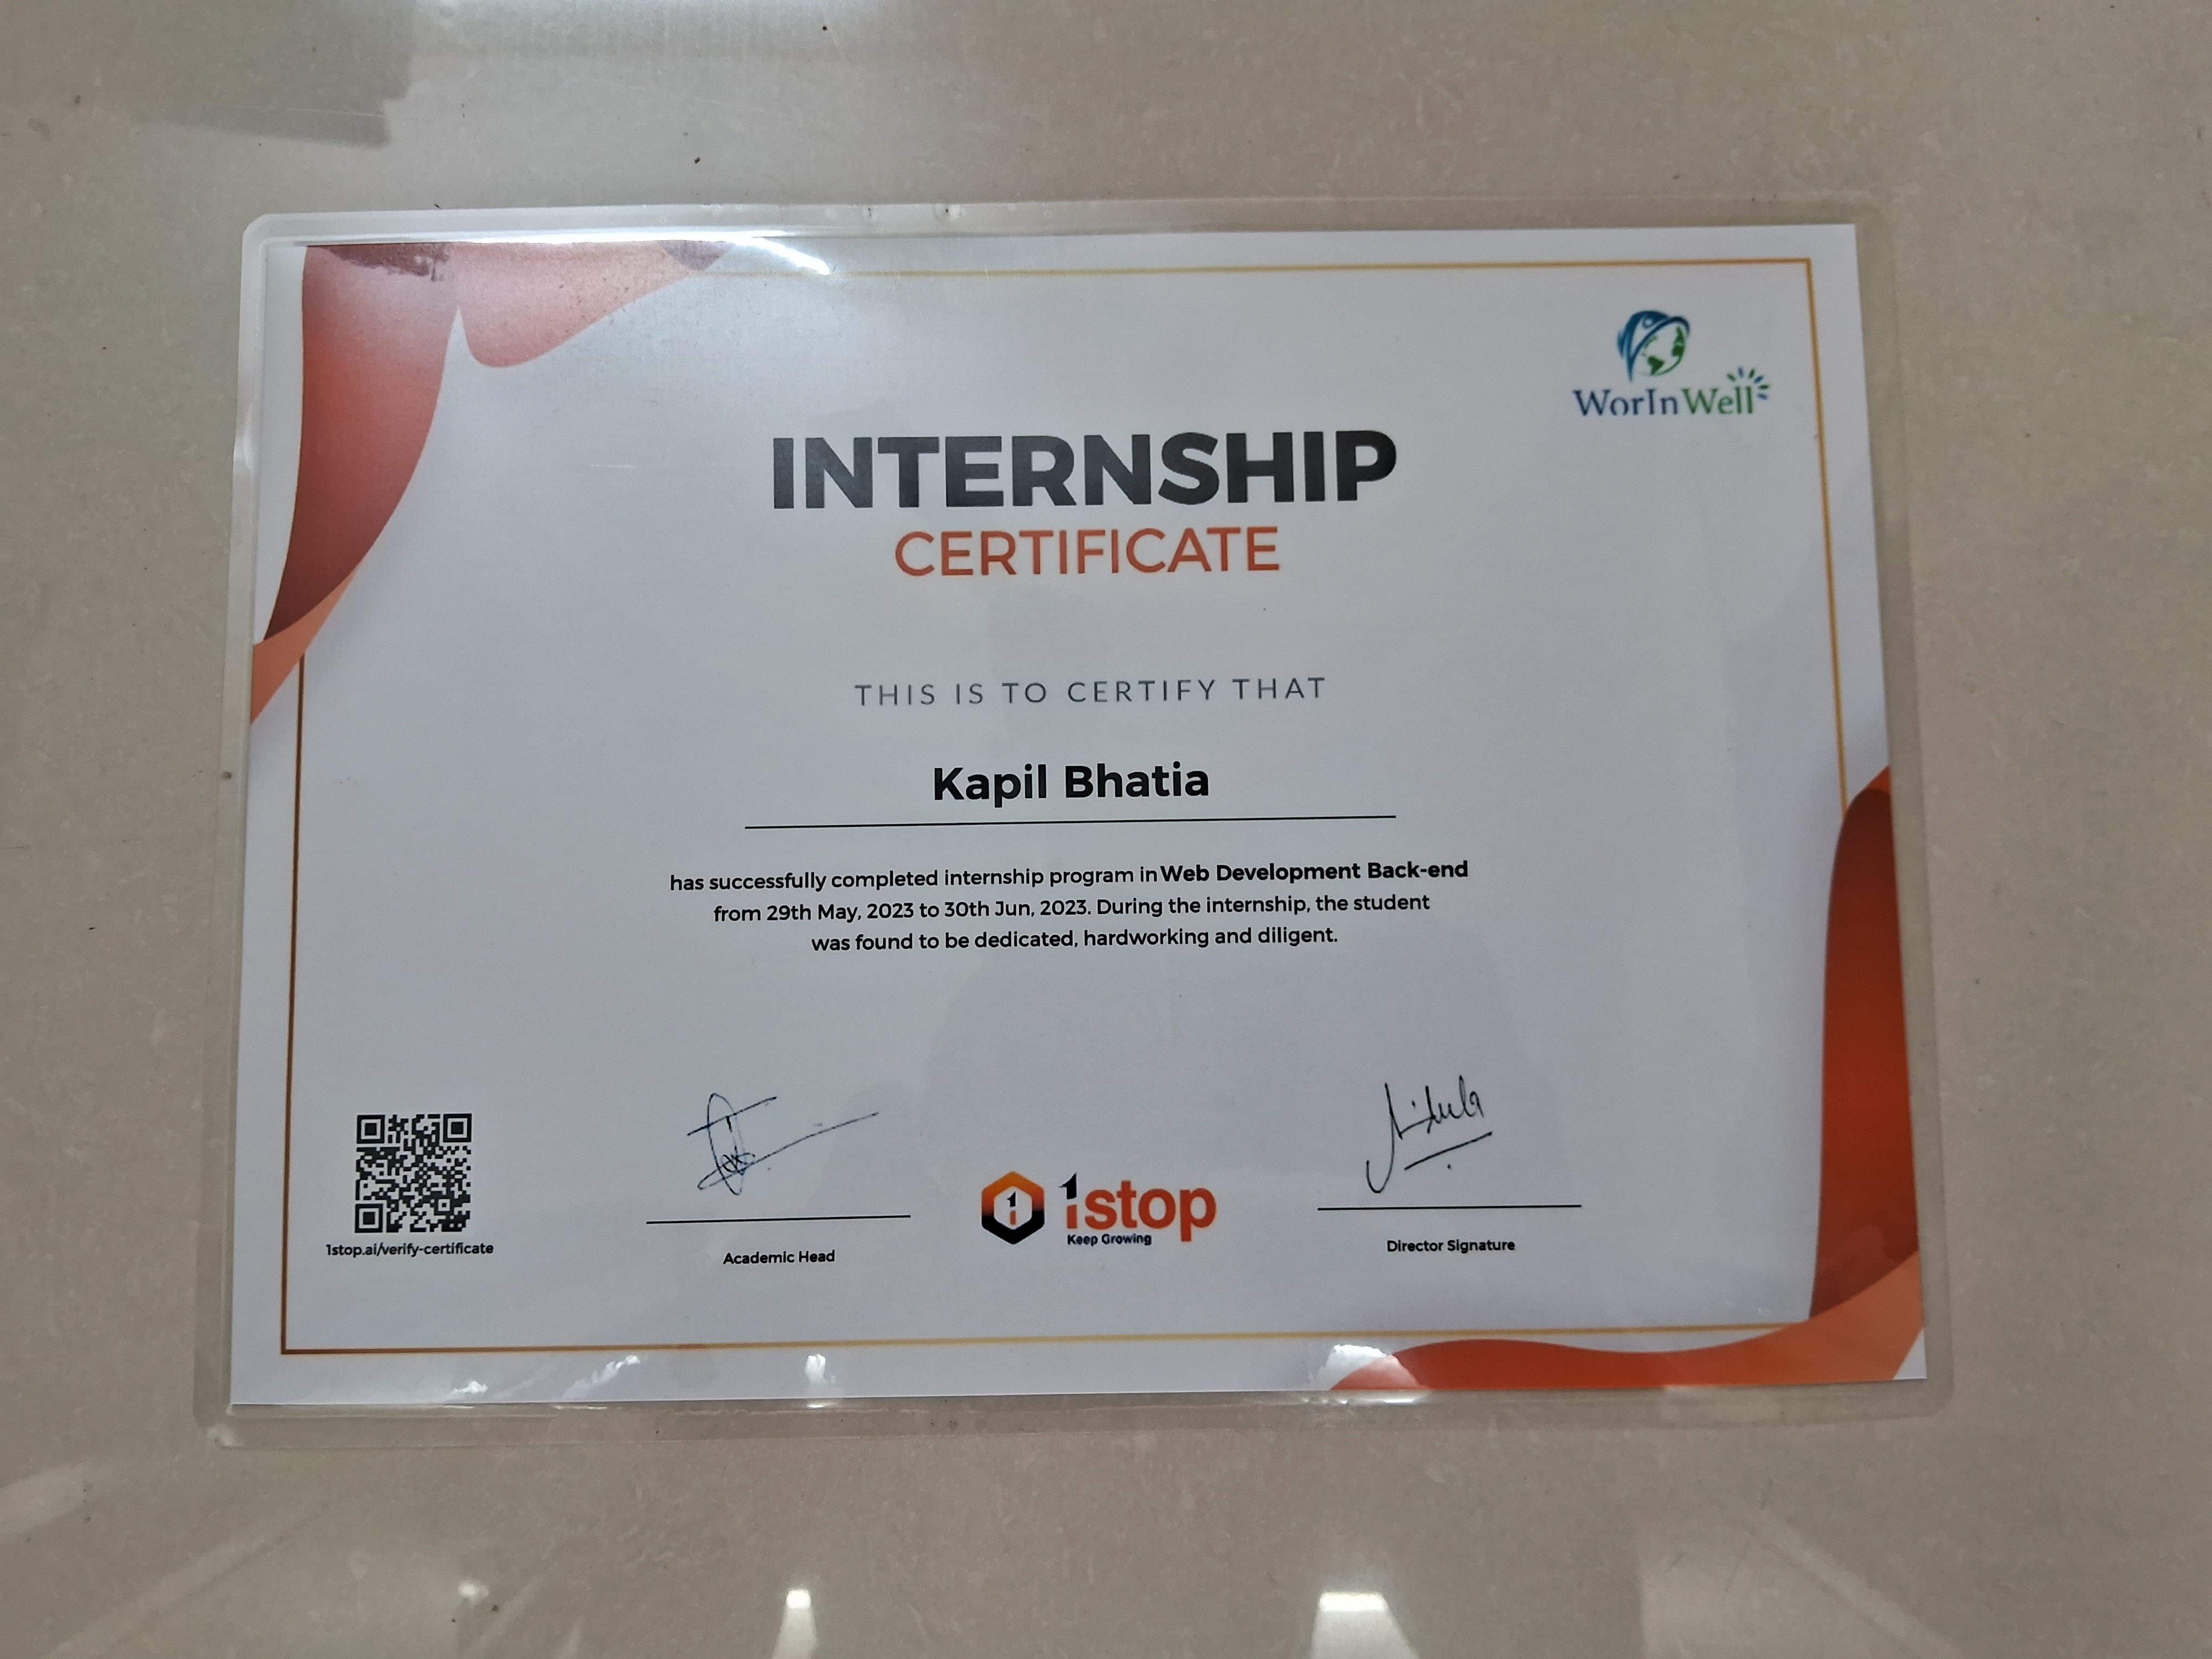 WorInWell
INTERNSHIP
CERTIFICATE
THIS IS TO CERTIFY THAT
Kapil Bhatia
has successfully completed internship program in Web Development Back-end
from 29th May, 2023 to 30th Jun, 2023. During the internship, the student
was found to be dedicated, hardworking and diligent.
1stop.ai/verify-certificate
Academic Head
1stop
Keep Growing
Director Signature